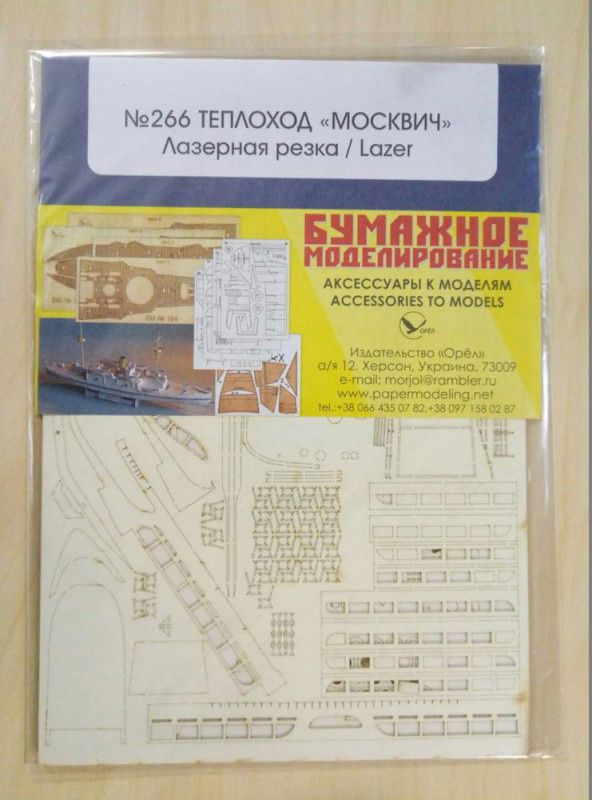 №266 ТЕПЛОХОД «МОСКВИЧ»
Лазерная резка / Lazer
БУМАЖНОЕ
МОДЕЛИРОВАНИЕ
АКСЕССУАРЫ К МОДЕЛЯМ
ACCESSORIES TO MODELS
ОРЁЛ
Издательство «Орёл»
а/я 12, Херсон, Украина, 73009
e-mail: morjol@rambler.ru
www.papermodeling.net
tel.:+38 066 435 07 82,+38 097 158 02 87